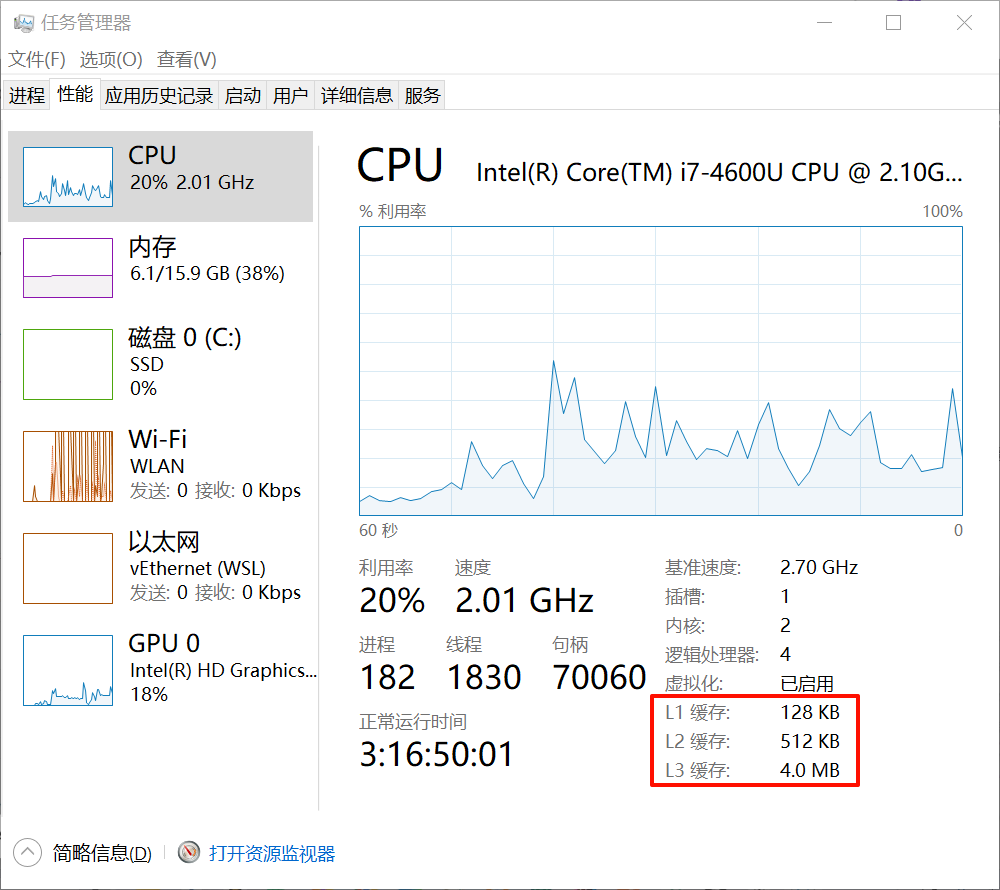 任务管理器
文件(F) 选项(O) 查看(V)
进程 性能 应用历史记录 启动 用户 详细信息 服务
CPU
20% 2.01 GHz
内存
6.1/15.9 GB (38%)
磁盘 0 (C:)
SSD
0%
Wi-Fi
WLAN
发送: 0 接收: 0 Kbps
以太网
vEthernet (WSL)
发送: 0 接收: 0 Kbps
GPU 0
Intel(R) HD Graphics...
18%
CPU Intel(R) Core(TM) i7-4600U CPU @ 2.10G...
% 利用率 100%
60 秒 0
利用率 速度
20% 2.01 GHz
进程 线程 句柄
182 1830 70060
正常运行时间
3:16:50:01
基准速度: 2.70 GHz
插槽: 1
内核: 2
逻辑处理器: 4
虚拟化: 已启用
L1 缓存: 128 KB
L2 缓存: 512 KB
L3 缓存: 4.0 MB
简略信息(D) 打开资源监视器